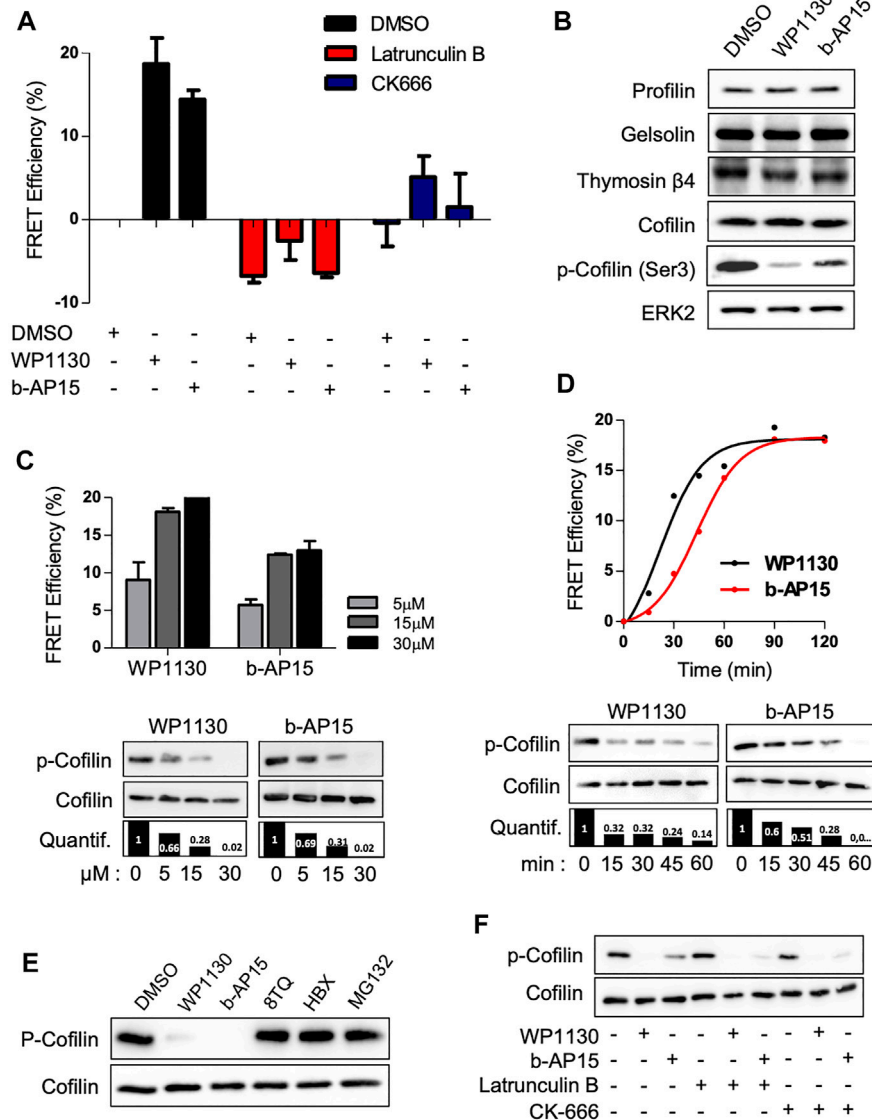 A
DMSO
Latrunculin B
CK666
FRET Efficiency (%)
20
10
0
-10
DMSO + - - + - - + - -
WP1130 - + - - + - - + -
b-AP15 - - + - - + - - +
B
DMSO WP1130 b-AP15
Profilin
Gelsolin
Thymosin β4
Cofilin
p-Cofilin (Ser3)
ERK2
C
FRET Efficiency (%)
20
15
10
5
0
WP1130 b-AP15
5μM
15μM
30μM
WP1130 b-AP15
p-Cofilin
Cofilin
Quantif. 1 0.66 0.28 0.02 1 0.69 0.31 0.02
μM : 0 5 15 30 0 5 15 30
D
FRET Efficiency (%)
20
15
10
5
0
WP1130
b-AP15
0 30 60 90 120
Time (min)
WP1130 b-AP15
p-Cofilin
Cofilin
Quantif. 1 0.32 0.32 0.24 0.14 1 0.6 0.51 0.28 0,0...
min : 0 15 30 45 60 0 15 30 45 60
E
DMSO WP1130 b-AP15 8TQ HBX MG132
P-Cofilin
Cofilin
F
p-Cofilin
Cofilin
WP1130 - + - - + - - + -
b-AP15 - - + - - + - - +
Latrunculin B - - - + + + - - -
CK-666 - - - - - - + + +